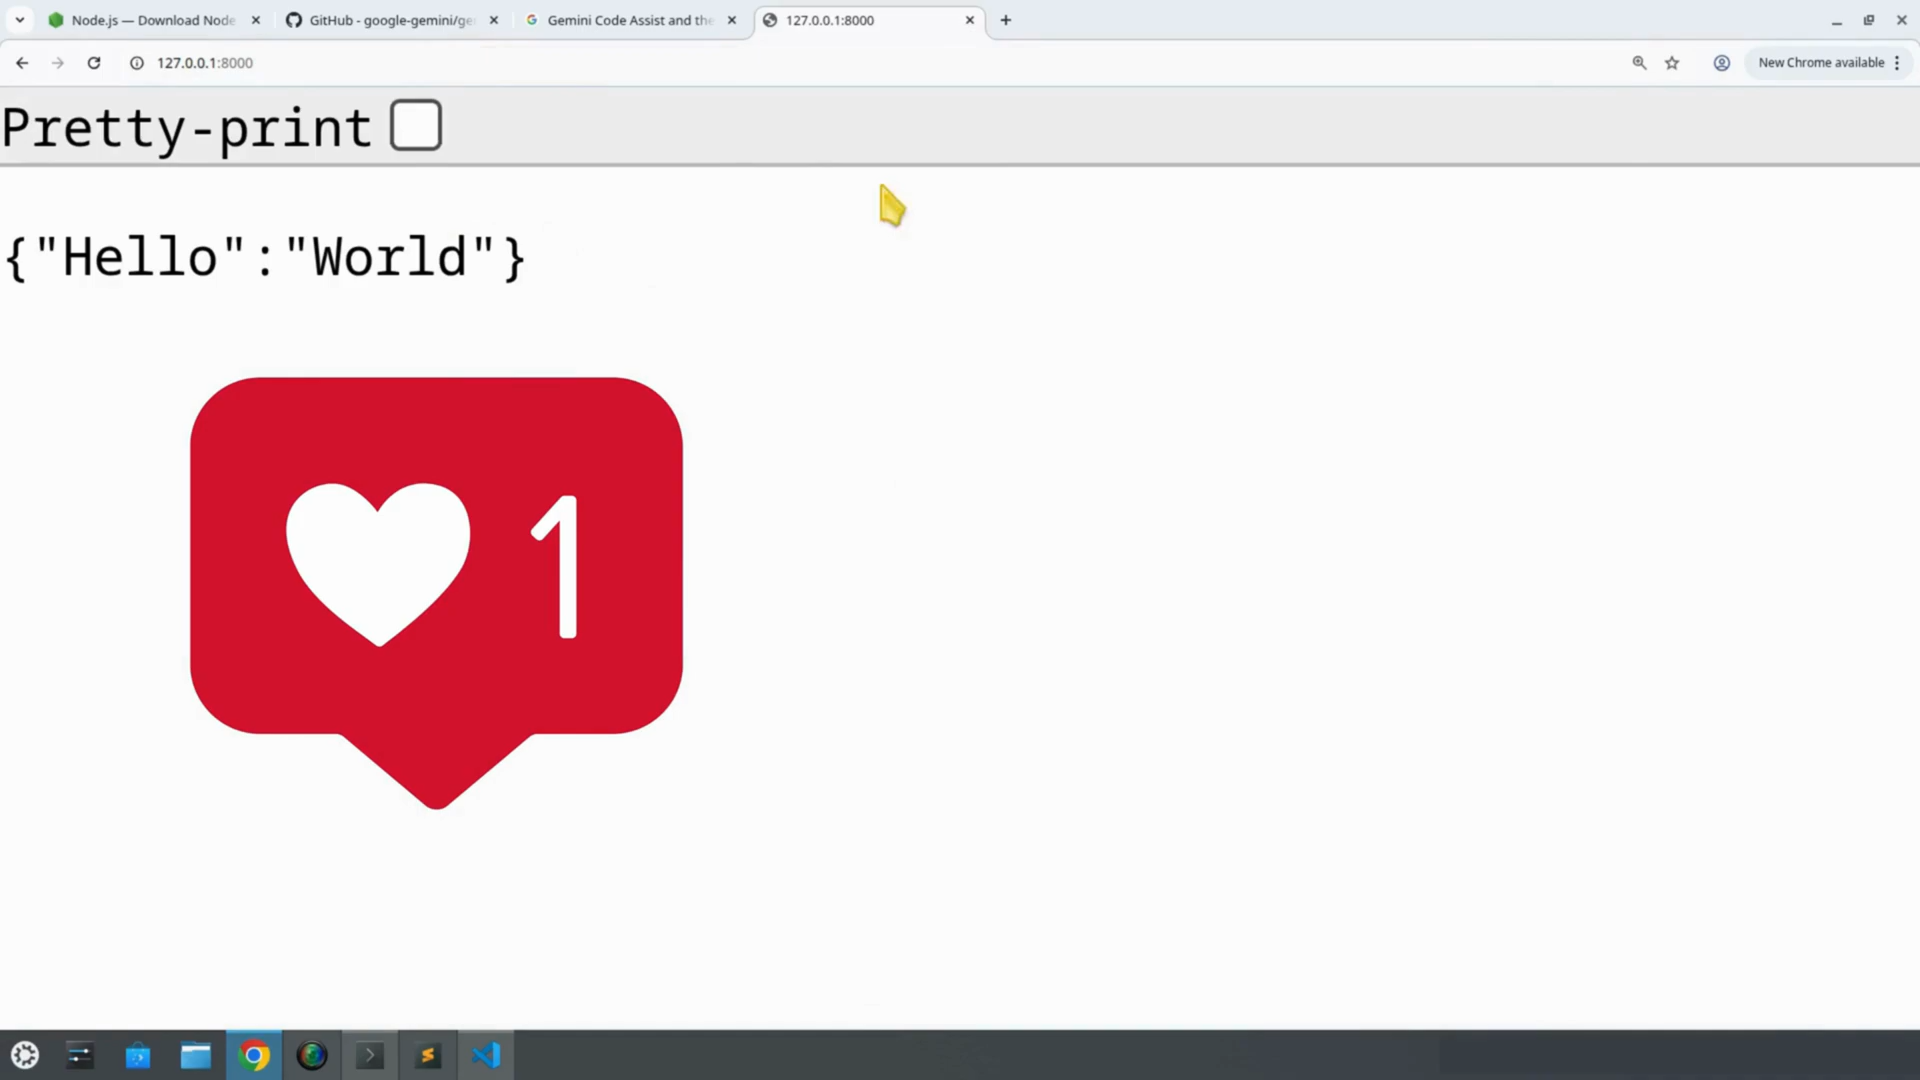 Node.js — Download Node
GitHub - google-gemini/ge
Gemini Code Assist and the
127.0.0.1:8000
127.0.0.1:8000
New Chrome available
Pretty-print
{"Hello":"World"}
1